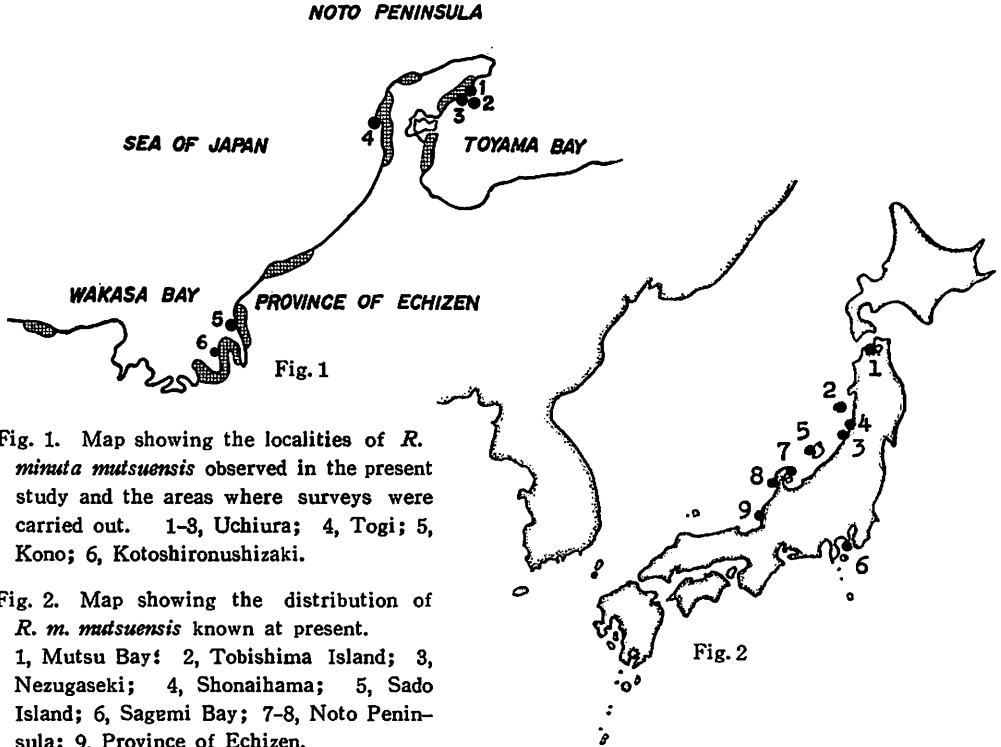 NOTO PENINSULA
1
3 2
4
SEA OF JAPAN
TOYAMA BAY
WAKASA BAY
PROVINCE OF ECHIZEN
5
6
Fig. 1
Fig. 1. Map showing the localities of R.
minuta mutsuensis observed in the present
study and the areas where surveys were
carried out. 1–3, Uchiura; 4, Togi; 5,
Kono; 6, Kotoshironushizaki.
Fig. 2. Map showing the distribution of
R. m. mutsuensis known at present.
1, Mutsu Bay: 2, Tobishima Island; 3,
Nezugaseki; 4, Shonaihama; 5, Sado
Island; 6, Sagami Bay; 7–8, Noto Penin–
sula; 9, Province of Echizen.
1
2
4
3
5
7
8
9
6
Fig. 2